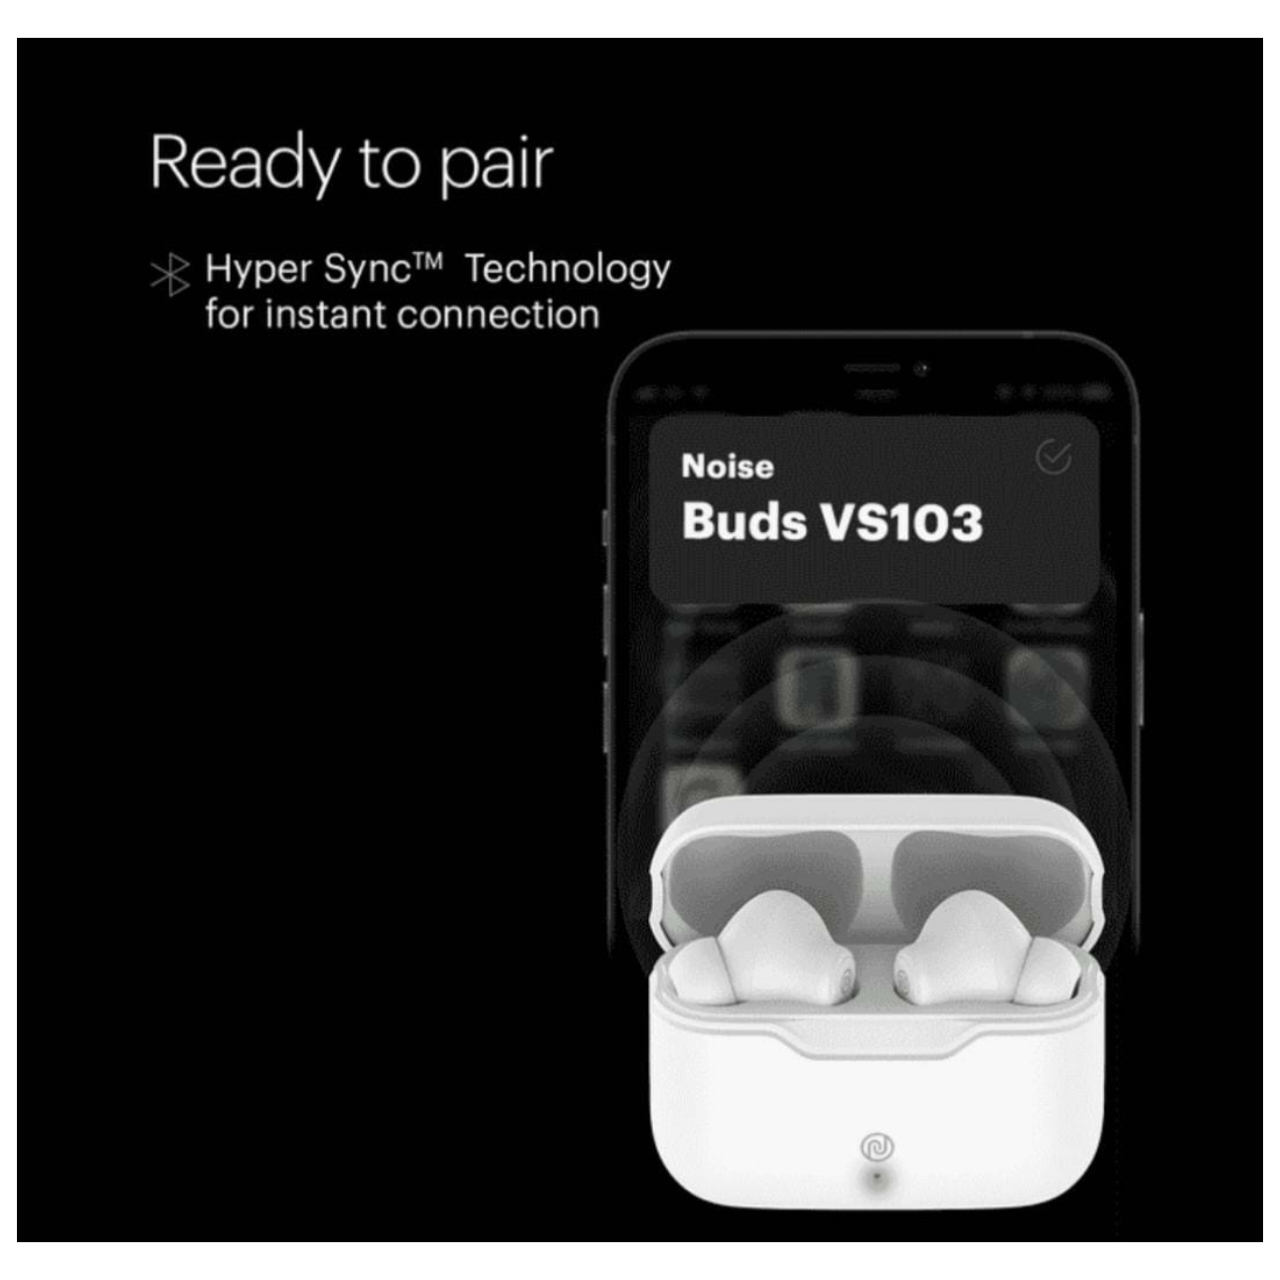 Ready to pair
Hyper Sync™ Technology
for instant connection
Noise
Buds VS103